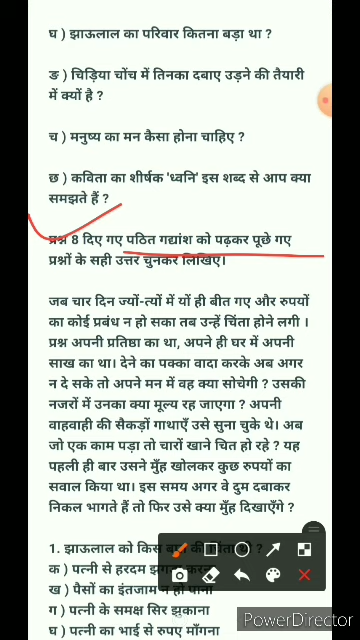 घ ) झाऊलाल का परिवार कितना बड़ा था ?
ङ ) चिड़िया चोंच में तिनका दबाए उड़ने की तैयारी
में क्यों है ?
च ) मनुष्य का मन कैसा होना चाहिए ?
छ ) कविता का शीर्षक 'ध्वनि' इस शब्द से आप क्या
समझते हैं ?
प्रश्न 8 दिए गए पठित गद्यांश को पढ़कर पूछे गए
प्रश्नों के सही उत्तर चुनकर लिखिए।
जब चार दिन ज्यों-त्यों में यों ही बीत गए और रुपयों
का कोई प्रबंध न हो सका तब उन्हें चिंता होने लगी ।
प्रश्न अपनी प्रतिष्ठा का था, अपने ही घर में अपनी
साख का था। देने का पक्का वादा करके अब अगर
न दे सके तो अपने मन में वह क्या सोचेगी ? उसकी
नजरों में उनका क्या मूल्य रह जाएगा ? अपनी
वाहवाही की सैकड़ों गाथाएँ उसे सुना चुके थे। अब
जो एक काम पड़ा तो चारों खाने चित हो रहे ? यह
पहली ही बार उसने मुँह खोलकर कुछ रुपयों का
सवाल किया था। इस समय अगर वे दुम दबाकर
निकल भागते हैं तो फिर उसे क्या मुँह दिखाएँगे ?
1. झाऊलाल को किस की थी ?
क ) पत्नी से हरदम
ख ) पैसों का इंतजाम न हो पाना
ग ) पत्नी के समक्ष सिर झुकाना
घ ) पत्नी का भाई से रुपए माँगना
PowerDirector